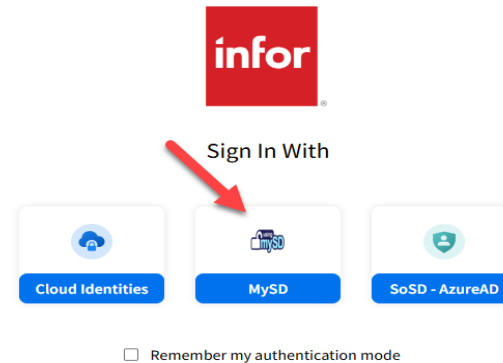 infor
®
Sign In With
mySD
Cloud Identities
MySD
SoSD - AzureAD
Remember my authentication mode